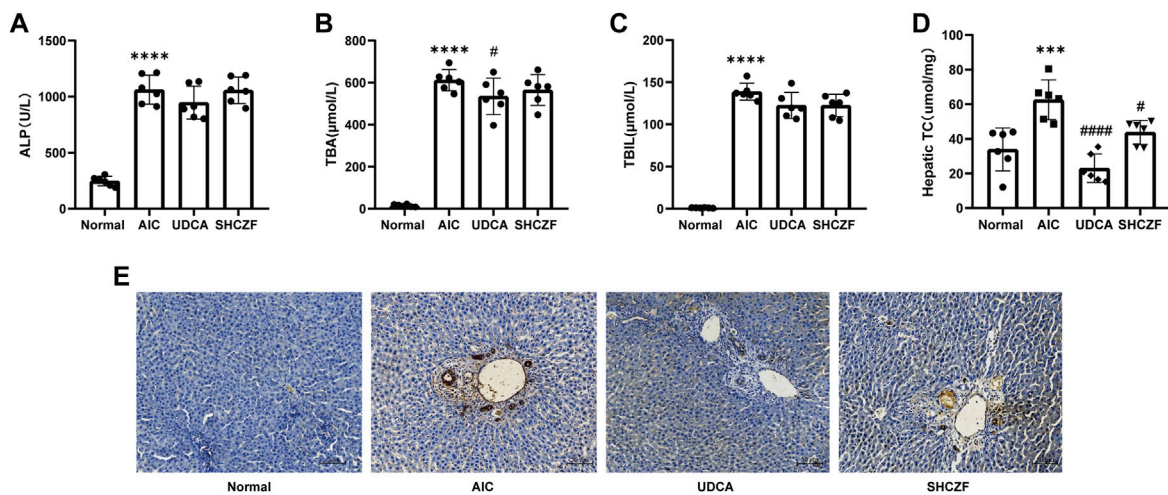 A
ALP(U/L)
1500
1000
500
0
Normal AIC UDCA SHCZF
****
B
TBA(μmol/L)
800
600
400
200
0
Normal AIC UDCA SHCZF
****
#
C
TBIL(μmol/L)
200
150
100
50
0
Normal AIC UDCA SHCZF
****
D
Hepatic TC(umol/mg)
100
80
60
40
20
0
Normal AIC UDCA SHCZF
***
####
#
E
Normal AIC UDCA SHCZF